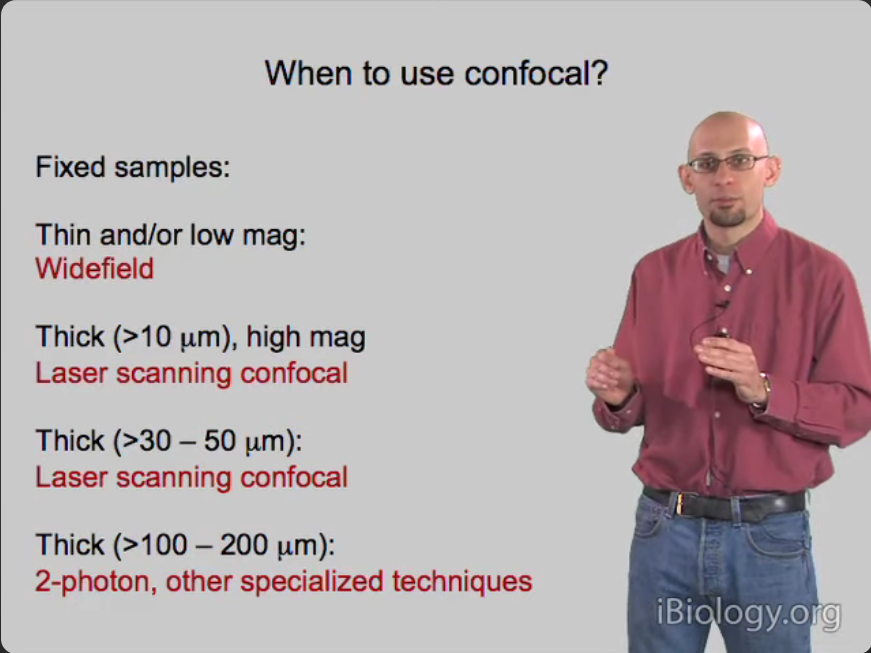 When to use confocal?
Fixed samples:
Thin and/or low mag:
Widefield
Thick (>10 μm), high mag
Laser scanning confocal
Thick (>30 – 50 μm):
Laser scanning confocal
Thick (>100 – 200 μm):
2-photon, other specialized techniques
iBiology.org